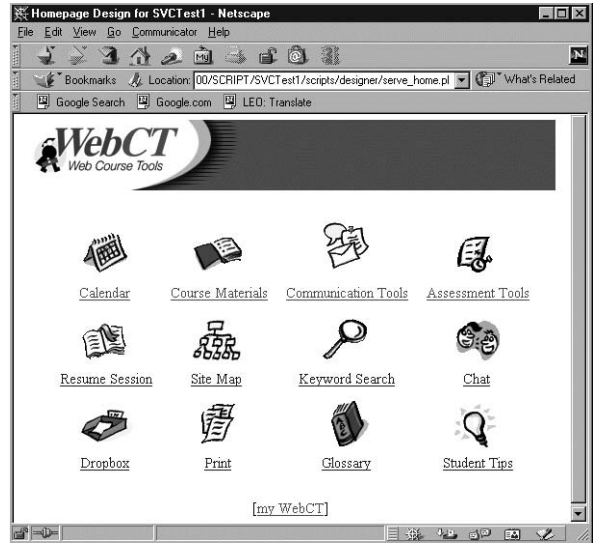 Homepage Design for SVCTest1 - Netscape
File Edit View Go Communicator Help
My
N
Bookmarks Location: 00/SCRIPT/SVCTest1/scripts/designer/serve_home.pl What's Related
Google Search Google.com LEO: Translate
WebCT
Web Course Tools
Calendar Course Materials Communication Tools Assessment Tools
Resume Session Site Map Keyword Search Chat
ABC
Dropbox Print Glossary Student Tips
[my WebCT]